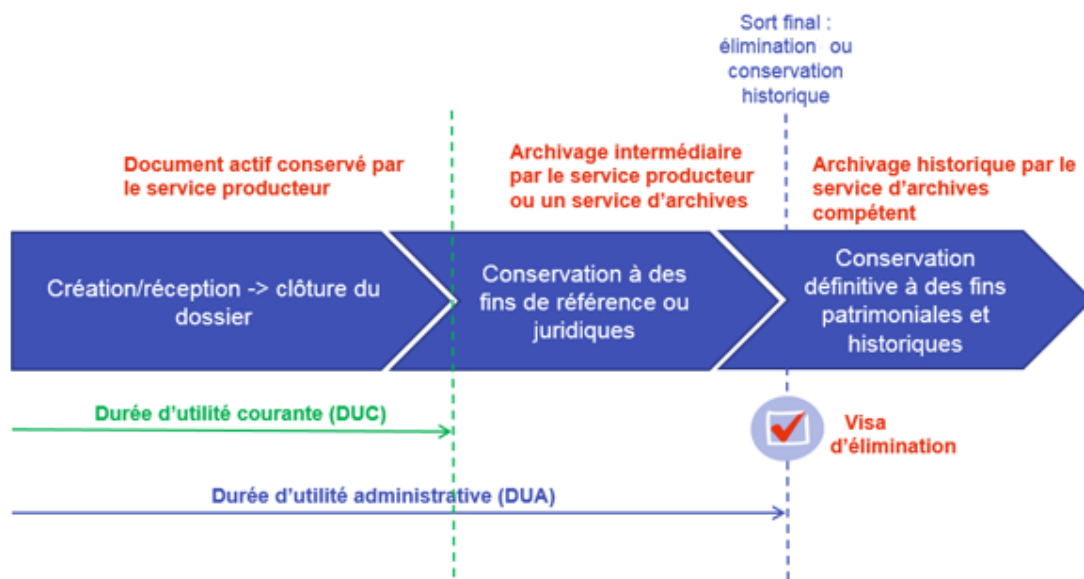 Sort final :
élimination ou
conservation
historique
Document actif conservé par
le service producteur
Archivage intermédiaire
par le service producteur
ou un service d'archives
Archivage historique par le
service d'archives
compétent
Création/réception -> clôture du
dossier
Conservation à des
fins de référence ou
juridiques
Conservation
définitive à des fins
patrimoniales et
historiques
Durée d'utilité courante (DUC)
Visa
d'élimination
Durée d'utilité administrative (DUA)